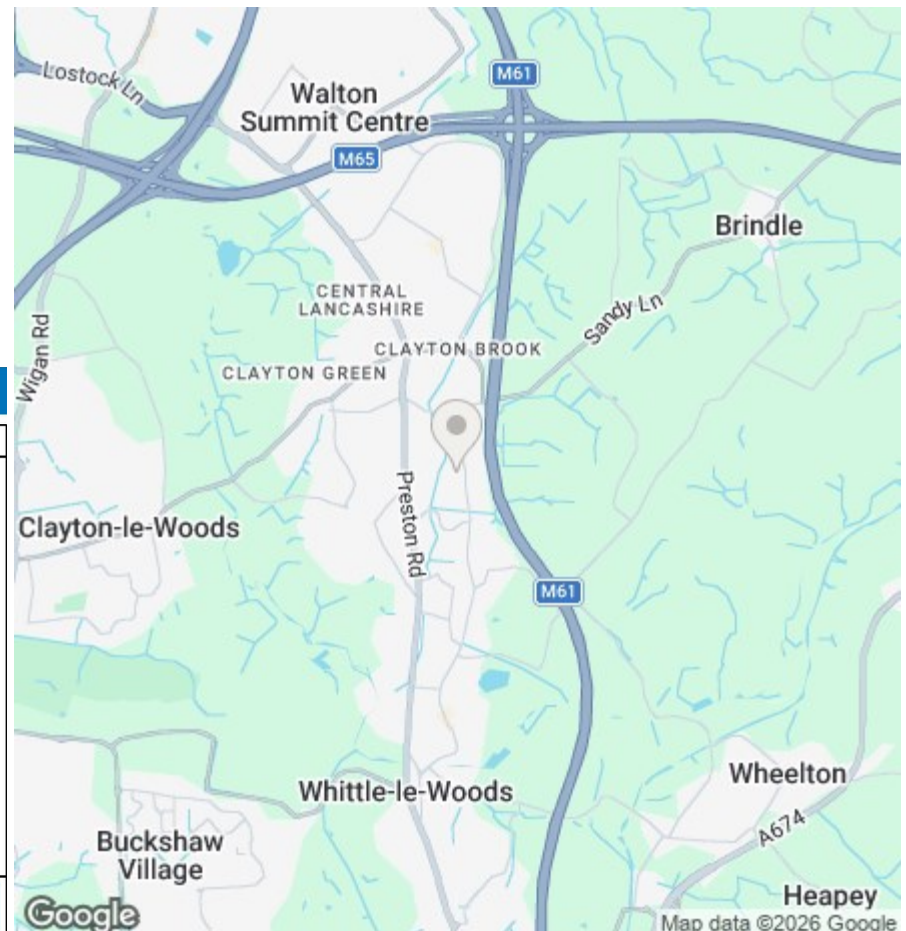 Lostock Ln
M61
Walton
Summit Centre
M65
Brindle
CENTRAL
LANCASHIRE
Sandy Ln
Wigan Rd
CLAYTON BROOK
CLAYTON GREEN
Preston Rd
Clayton-le-Woods
M61
Wheelton
Whittle-le-Woods
A674
Buckshaw
Village
Heapey
Google
Map data ©2026 Google